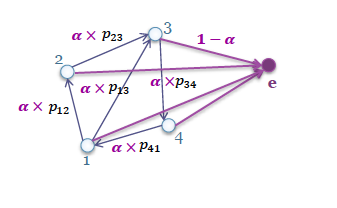 α × p₂₃
3
1 − α
2
e
α × p₁₃
α ×p₃₄
α × p₁₂
1
α × p₄₁
4